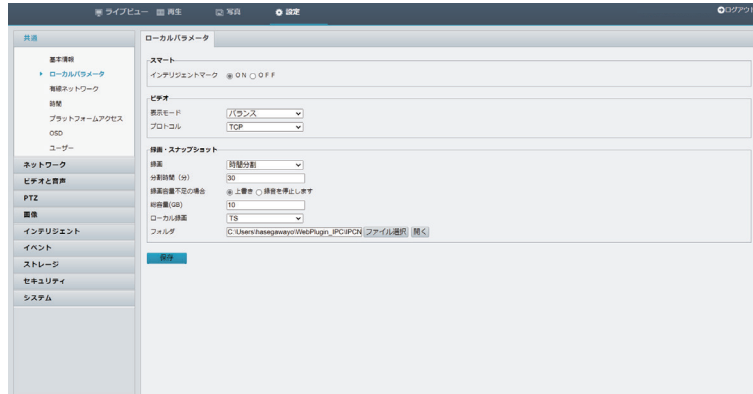 ライブビュー 再生 写真 設定 ログアウト
共通
基本情報
ローカルパラメータ
有線ネットワーク
時間
プラットフォームアクセス
OSD
ユーザー
ネットワーク
ビデオと音声
PTZ
画像
インテリジェント
イベント
ストレージ
セキュリティ
システム
ローカルパラメータ
スマート
インテリジェントマーク ON OFF
ビデオ
表示モード バランス
プロトコル TCP
録画・スナップショット
録画 時間分割
分割時間（分） 30
録画容量不足の場合 上書き 録音を停止します
総容量(GB) 10
ローカル録画 TS
フォルダ C:\Users\hasegawayo\WebPlugin_IPC\IPCN ファイル選択 開く
保存